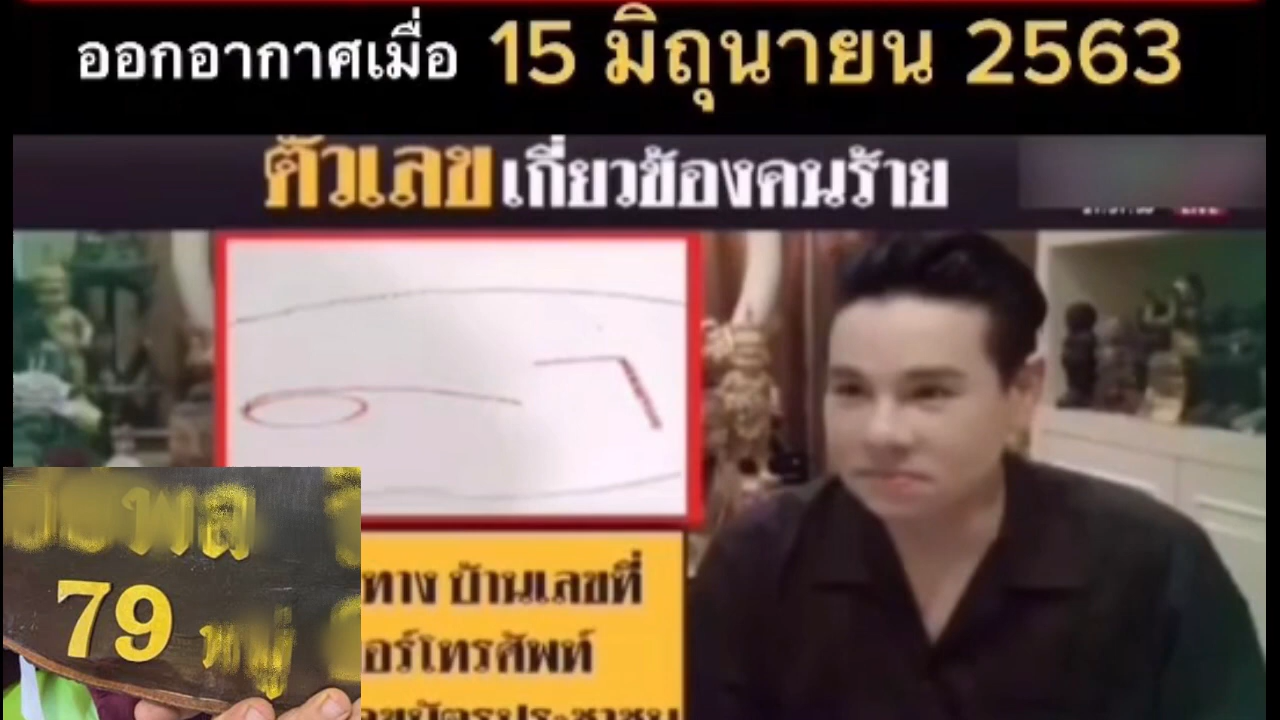 ออกอากาศเมื่อ 15 มิถุนายน 2563
ตัวเลขเกี่ยวข้องคนร้าย
ทาง บ้านเลขที่
อร์โทรศัพท์
79 หมู่